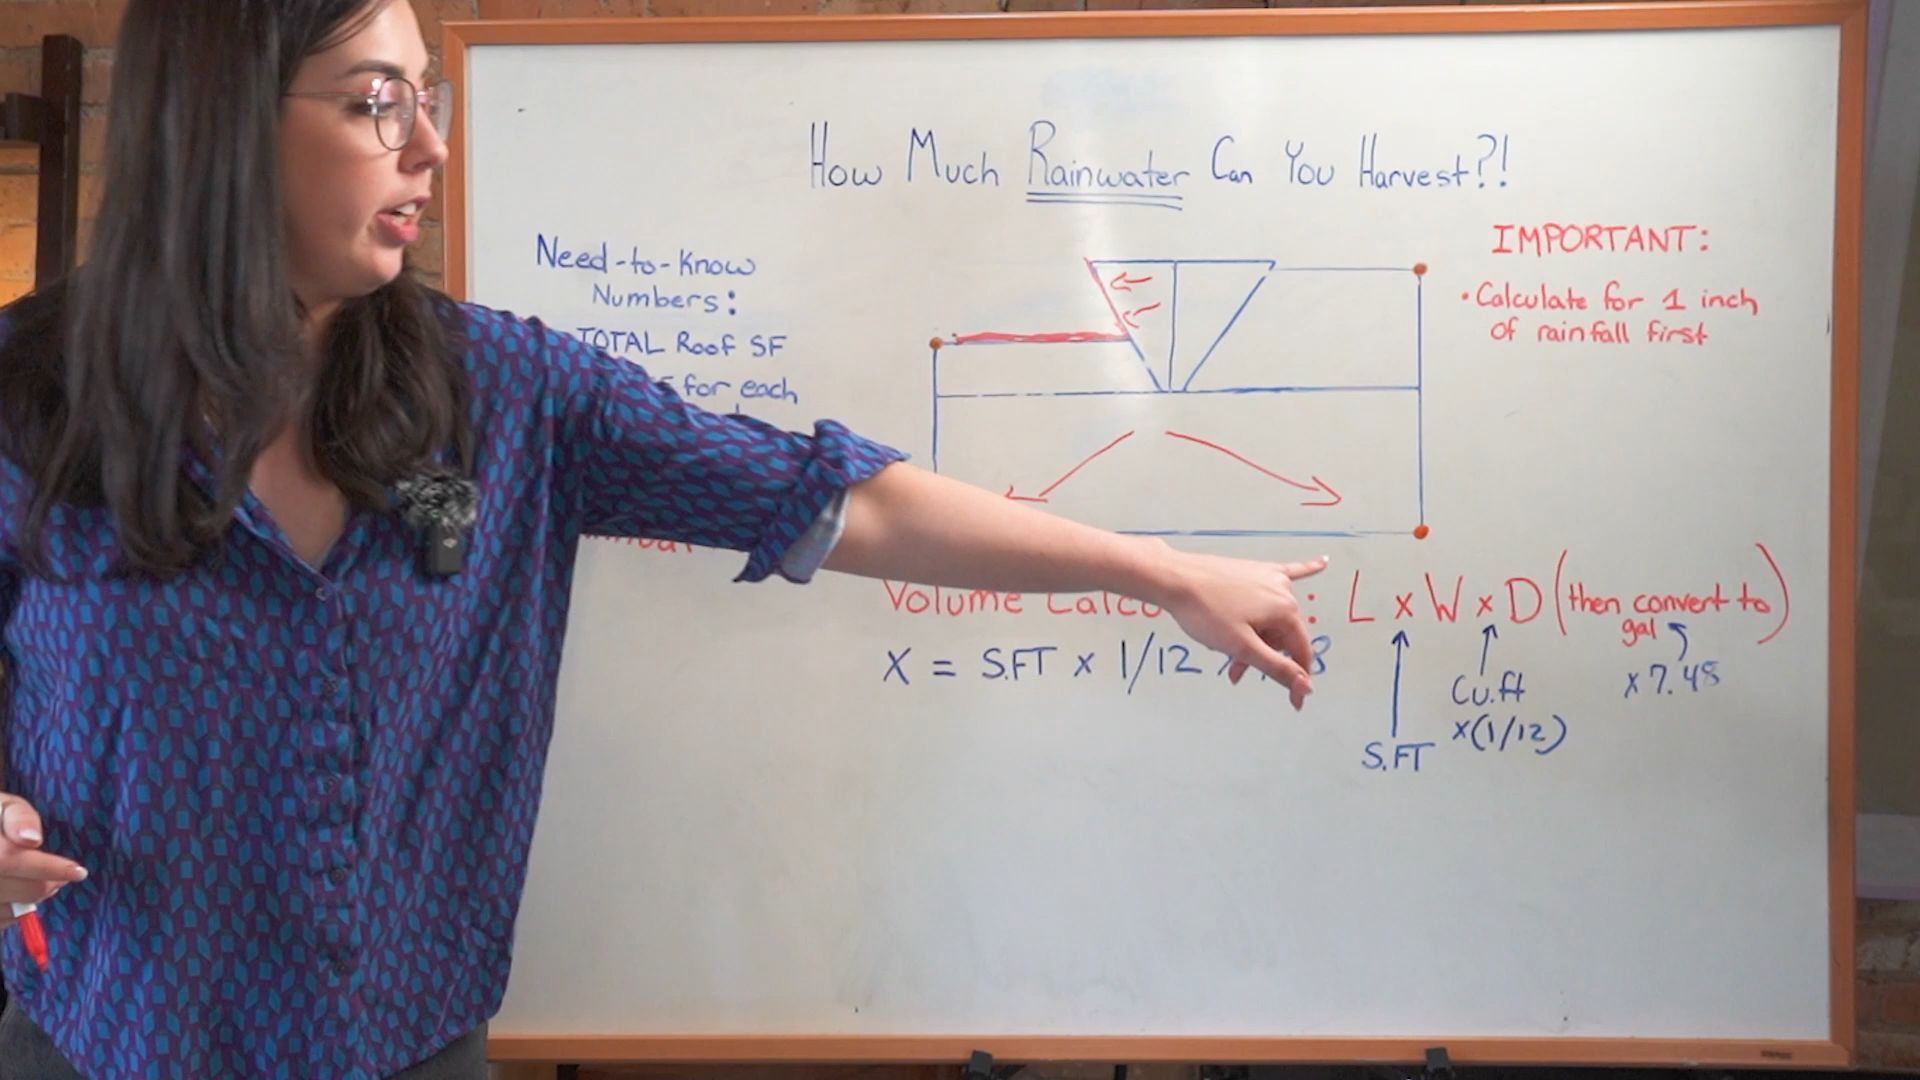 How Much Rainwater Can You Harvest?!
Need-to-Know
Numbers:
TOTAL Roof SF
for each
IMPORTANT:
• Calculate for 1 inch
of rainfall first
Volume : L x W x D (then convert to
gal)
X = S.FT x 1/12 x
S.FT
Cu.ft
x(1/12)
x 7.48